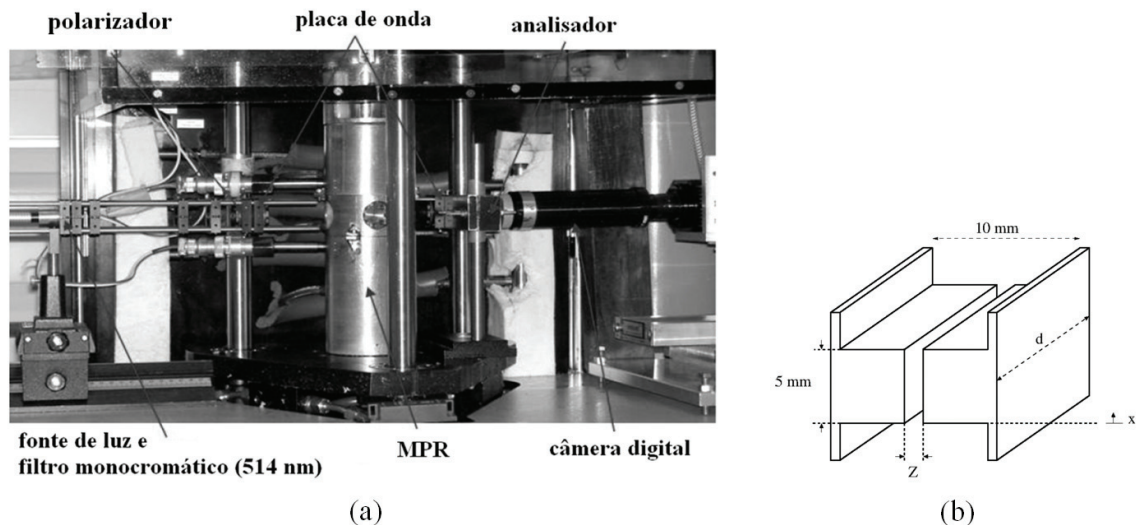 polarizador
placa de onda
analisador
fonte de luz e
filtro monocromático (514 nm)
MPR
câmera digital
(a)
10 mm
d
5 mm
x
Z
(b)